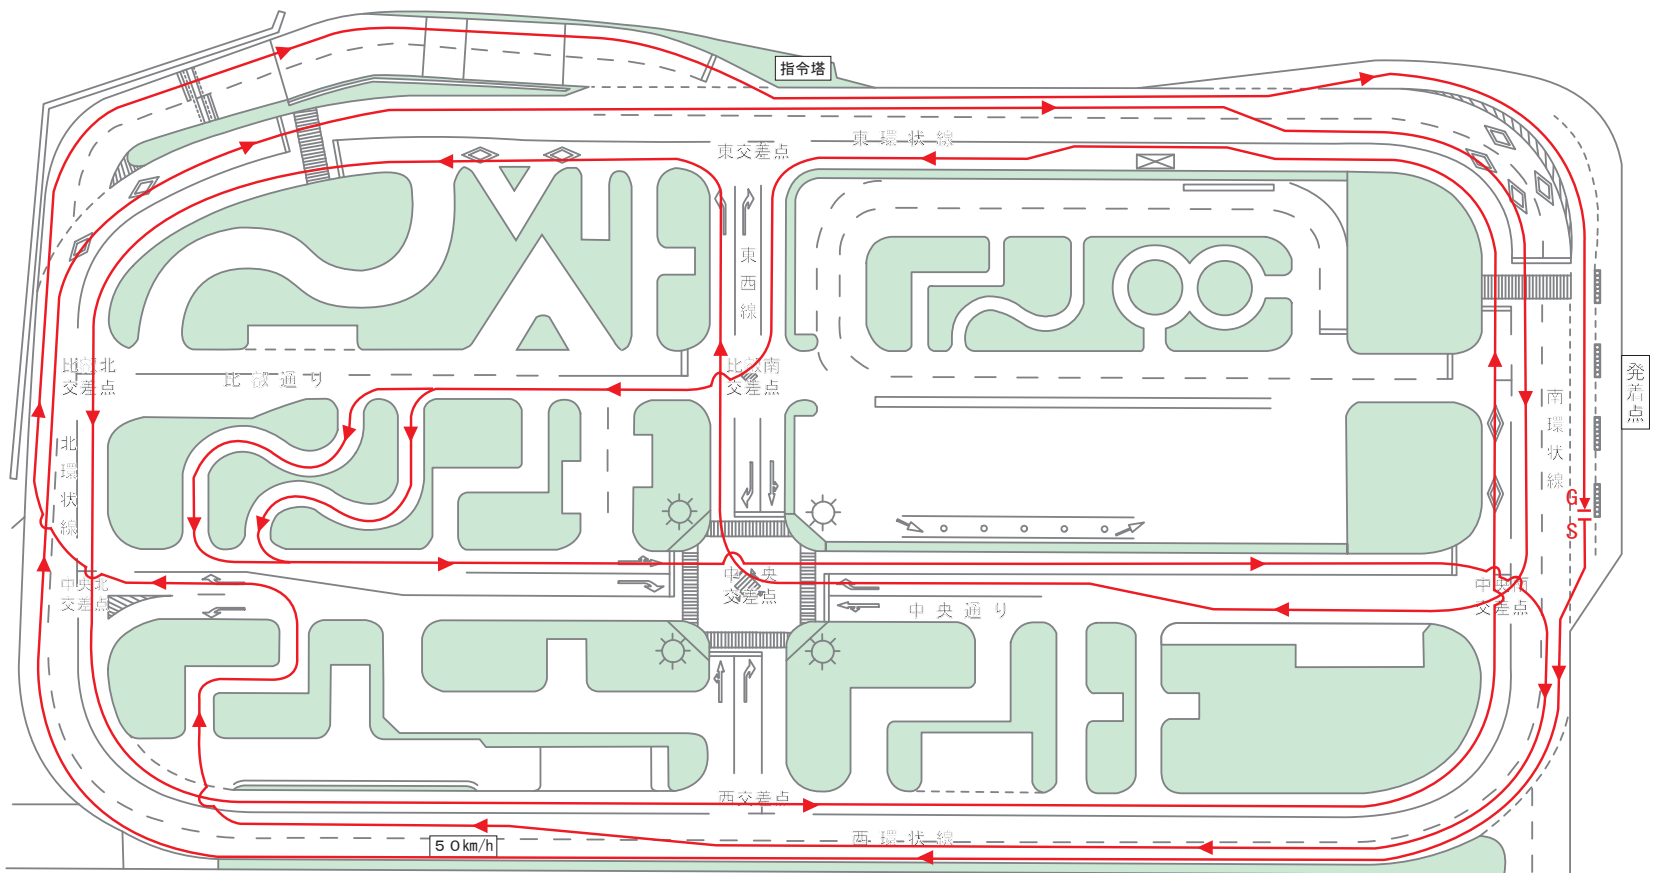 指令塔
東環状線
東交差点
東西線
比叡北
交差点
比叡通り
比叡南
交差点
発着点
南環状線
北環状線
G
S
中央北
交差点
中央
交差点
中央通り
中央南
交差点
西交差点
西環状線
50km/h